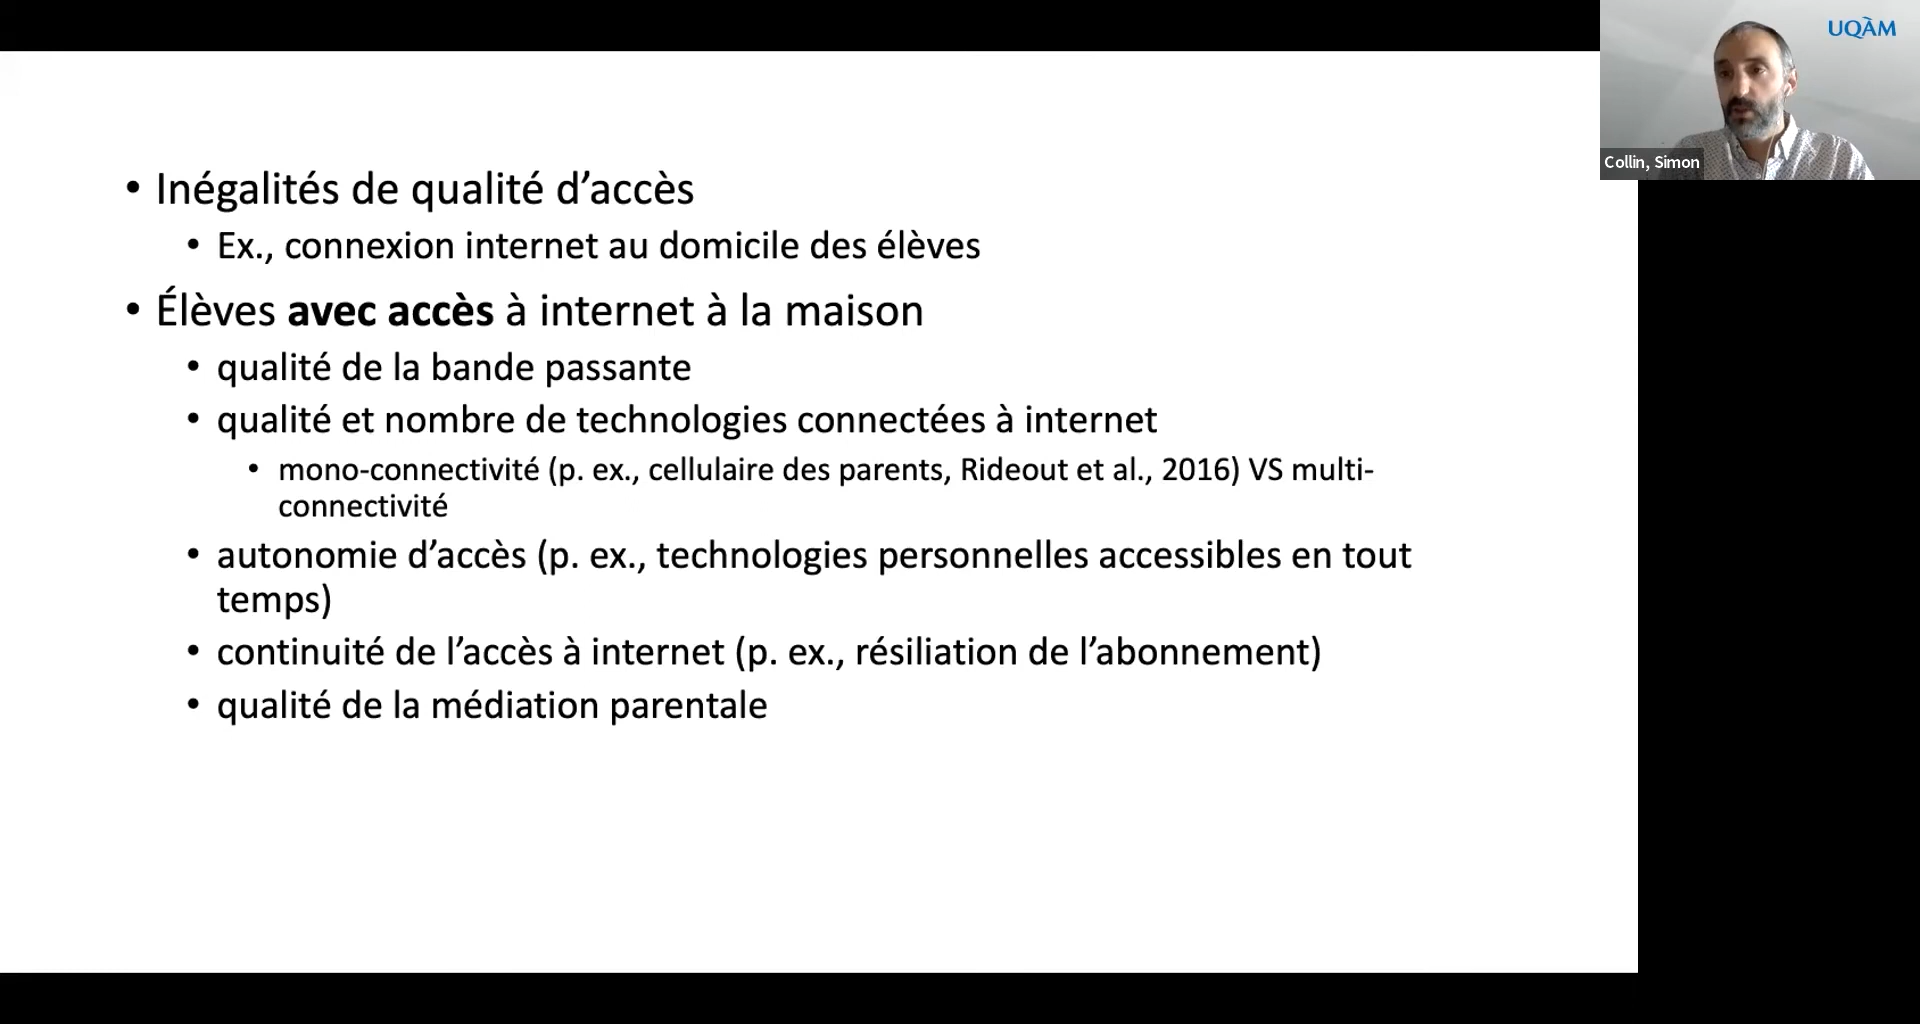 UQÀM
Collin, Simon
• Inégalités de qualité d’accès
• Ex., connexion internet au domicile des élèves
• Élèves avec accès à internet à la maison
• qualité de la bande passante
• qualité et nombre de technologies connectées à internet
• mono-connectivité (p. ex., cellulaire des parents, Rideout et al., 2016) VS multi-
connectivité
• autonomie d’accès (p. ex., technologies personnelles accessibles en tout
temps)
• continuité de l’accès à internet (p. ex., résiliation de l’abonnement)
• qualité de la médiation parentale